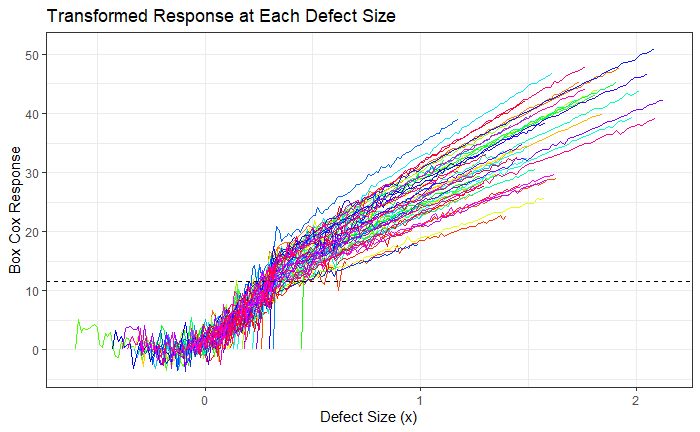 Transformed Response at Each Defect Size
50
40
30
20
10
0
Box Cox Response
0 1 2
Defect Size (x)